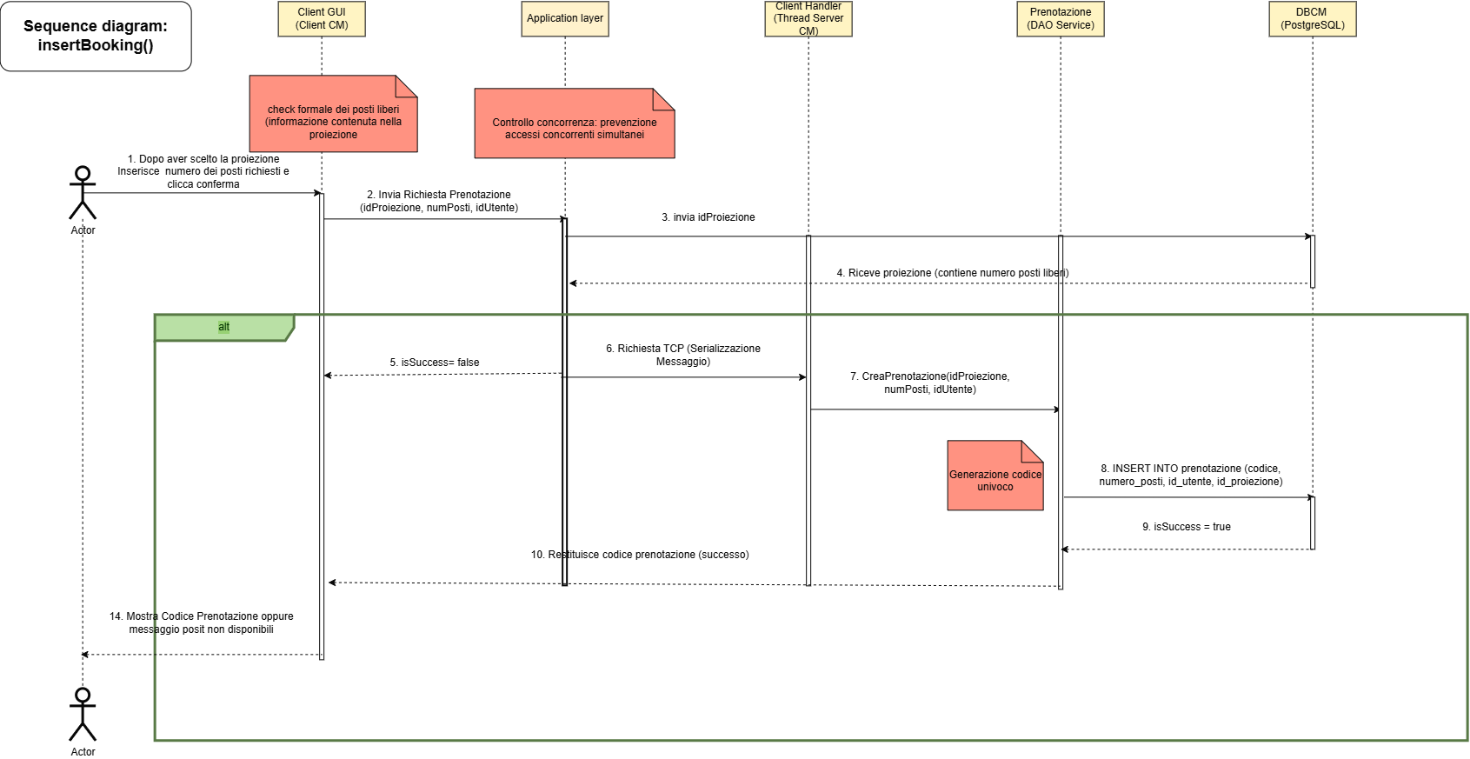 Sequence diagram:
insertBooking()
Client GUI
(Client CM)
Application layer
Client Handler
(Thread Server
CM)
Prenotazione
(DAO Service)
DBCM
(PostgreSQL)
check formale dei posti liberi
(informazione contenuta nella
proiezione
Controllo concorrenza: prevenzione
accessi concorrenti simultanei
1. Dopo aver scelto la proiezione
Inserisce numero dei posti richiesti e
clicca conferma
Actor
2. Invia Richiesta Prenotazione
(idProiezione, numPosti, idUtente)
3. invia idProiezione
4. Riceve proiezione (contiene numero posti liberi)
alt
5. isSuccess= false
6. Richiesta TCP (Serializzazione
Messaggio)
7. CreaPrenotazione(idProiezione,
numPosti, idUtente)
Generazione codice
univoco
8. INSERT INTO prenotazione (codice,
numero_posti, id_utente, id_proiezione)
9. isSuccess = true
10. Restituisce codice prenotazione (successo)
14. Mostra Codice Prenotazione oppure
messaggio posit non disponibili
Actor